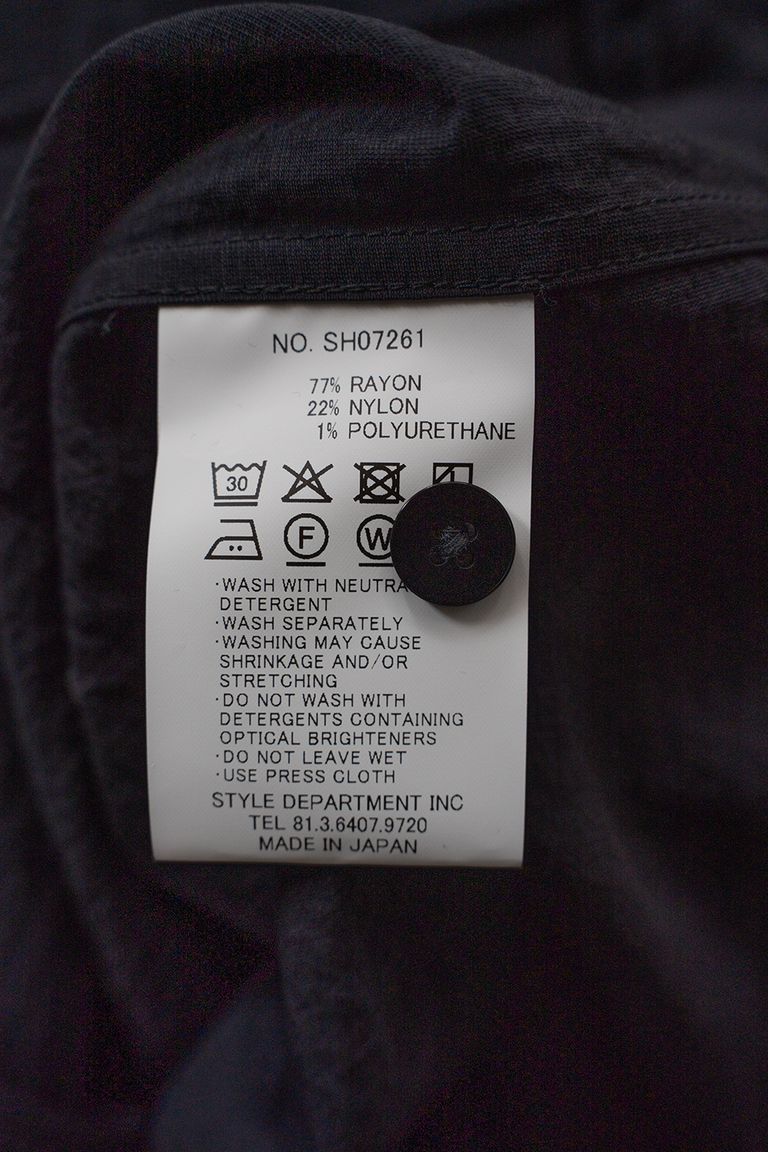 NO. SH07261
77% RAYON
22% NYLON
1% POLYURETHANE
30
F W
·WASH WITH
DETERGENT
·WASH SEPARATELY
·WASHING MAY CAUSE
SHRINKAGE AND/OR
STRETCHING
·DO NOT WASH WITH
DETERGENTS CONTAINING
OPTICAL BRIGHTENERS
·DO NOT LEAVE WET
·USE PRESS CLOTH
STYLE DEPARTMENT INC
TEL 81.3.6407.9720
MADE IN JAPAN